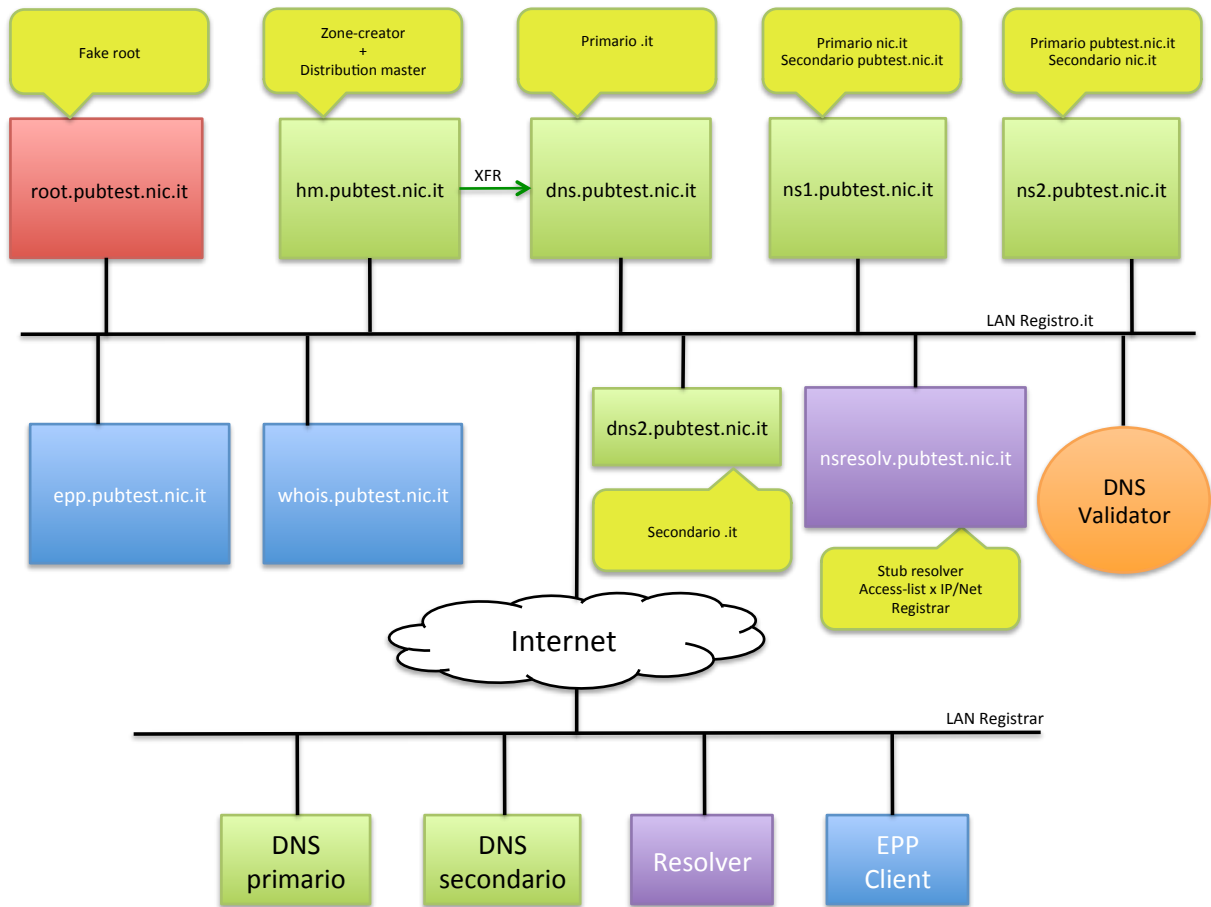 Fake root
Zone-creator
+
Distribution master
Primario .it
Primario nic.it
Secondario pubtest.nic.it
Primario pubtest.nic.it
Secondario nic.it
root.pubtest.nic.it
hm.pubtest.nic.it
XFR
dns.pubtest.nic.it
ns1.pubtest.nic.it
ns2.pubtest.nic.it
LAN Registro.it
epp.pubtest.nic.it
whois.pubtest.nic.it
dns2.pubtest.nic.it
Secondario .it
nsresolv.pubtest.nic.it
Stub resolver
Access-list x IP/Net
Registrar
DNS
Validator
Internet
LAN Registrar
DNS
primario
DNS
secondario
Resolver
EPP
Client